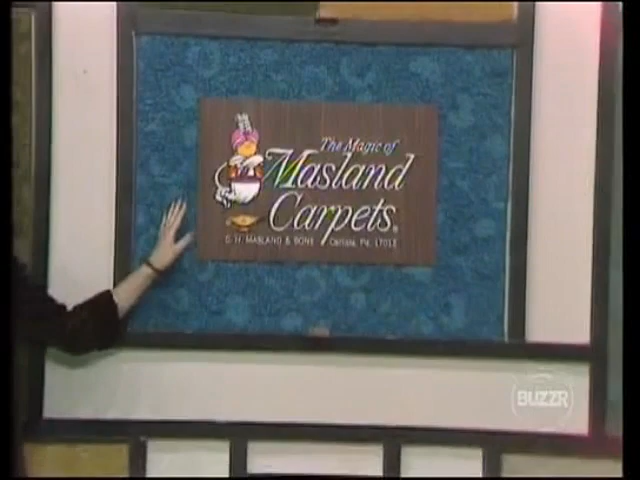 The Magic of
Masland
Carpets®
C. H. MASLAND & SONS Carlisle, Pa. 17013
BUZZR